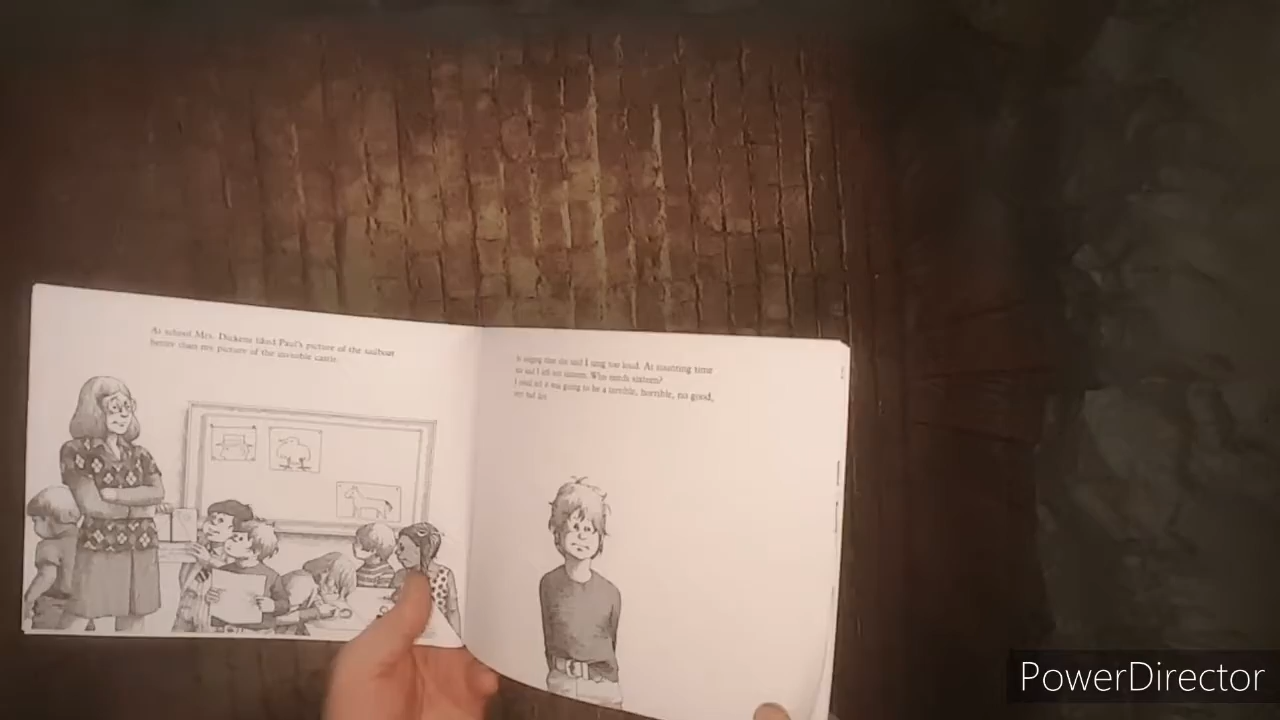 At school Mrs. Dickens liked Paul's picture of the sailboat
better than my picture of the invisible castle.
At singing time she said I sang too loud. At counting time
she said I left out sixteen. Who needs sixteen?
I could tell it was going to be a terrible, horrible, no good,
very bad day.
PowerDirector